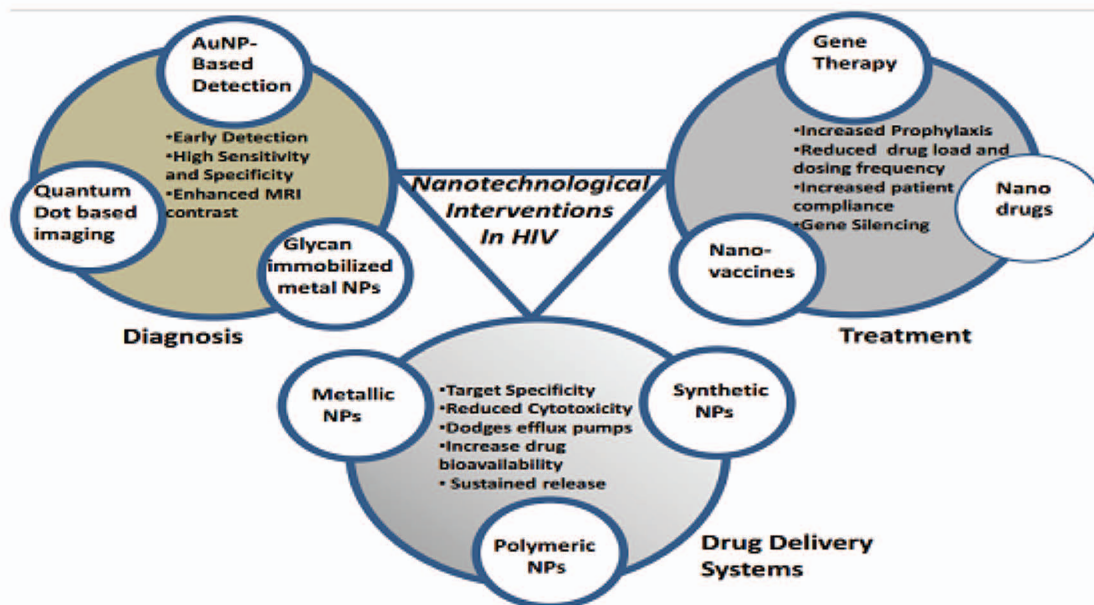 AuNP-
Based
Detection
•Early Detection
•High Sensitivity
and Specificity
•Enhanced MRI
contrast
Quantum
Dot based
imaging
Glycan
immobilized
metal NPs
Diagnosis
Nanotechnological
Interventions
In HIV
Gene
Therapy
•Increased Prophylaxis
•Reduced drug load and
dosing frequency
•Increased patient
compliance
•Gene Silencing
Nano
drugs
Nano-
vaccines
Treatment
Metallic
NPs
•Target Specificity
•Reduced Cytotoxicity
•Dodges efflux pumps
•Increase drug
bioavailability
• Sustained release
Synthetic
NPs
Polymeric
NPs
Drug Delivery
Systems